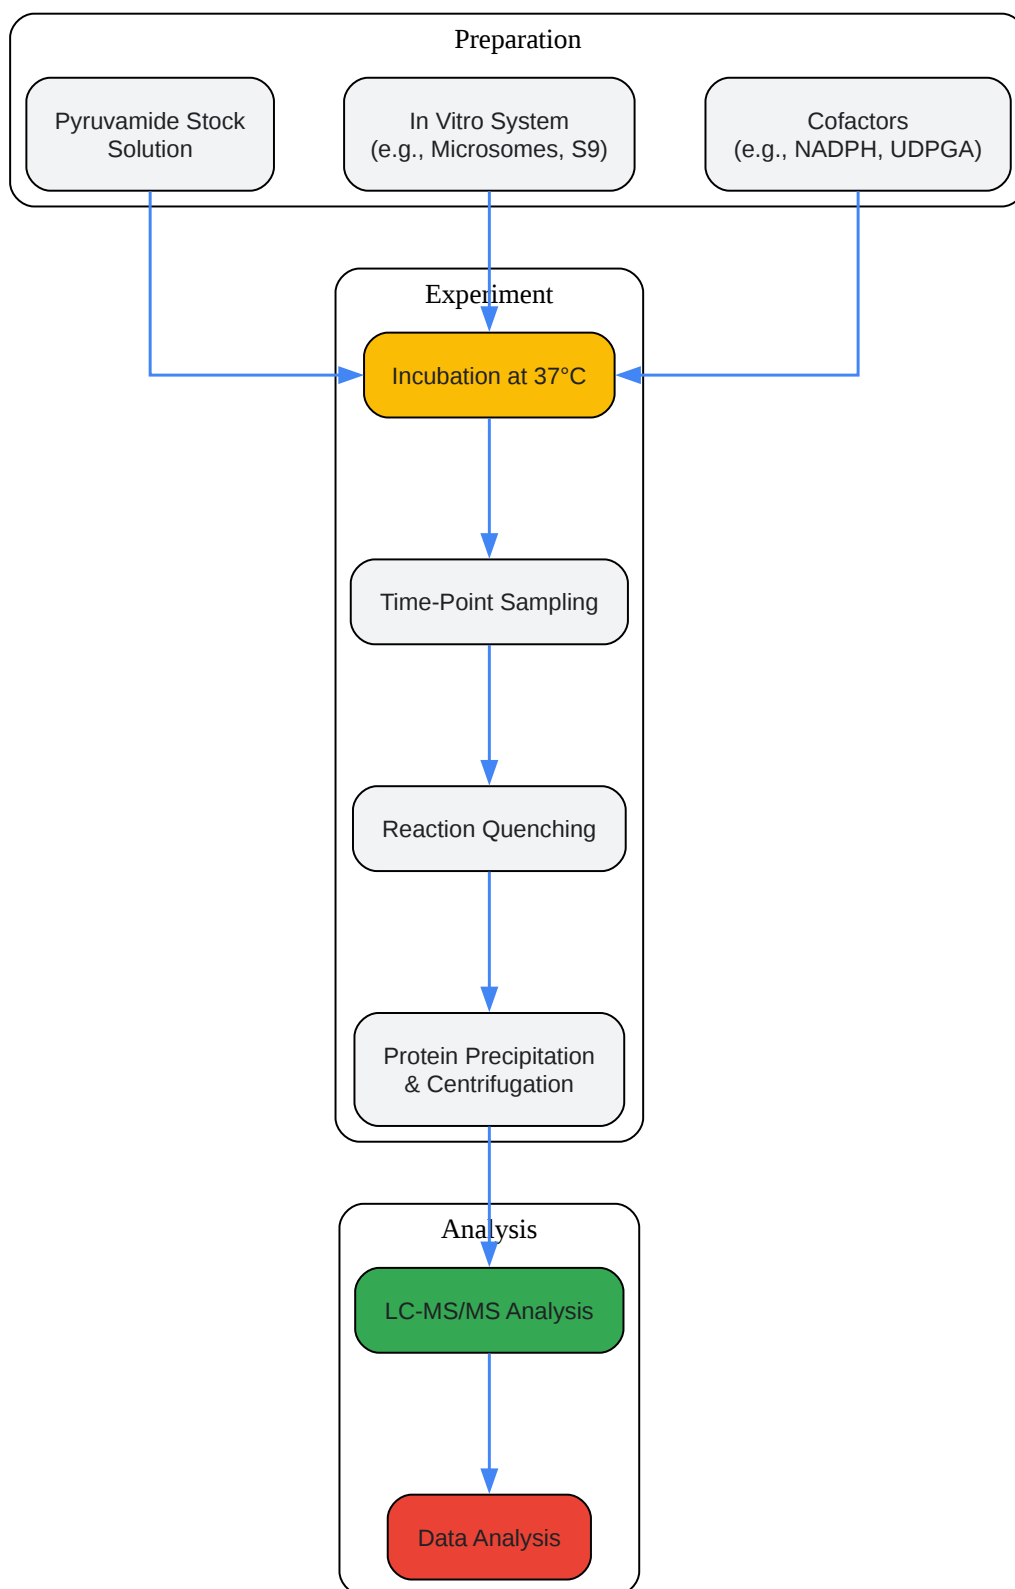 Preparation
Pyruvamide Stock
Solution
In Vitro System
(e.g., Microsomes, S9)
Cofactors
(e.g., NADPH, UDPGA)
Experiment
Incubation at 37°C
Time-Point Sampling
Reaction Quenching
Protein Precipitation
& Centrifugation
Analysis
LC-MS/MS Analysis
Data Analysis